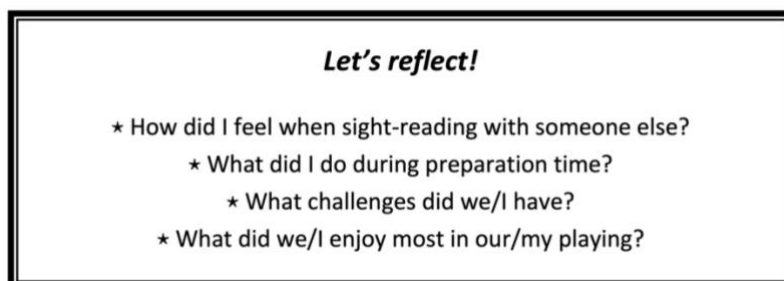 Let's reflect!
★ How did I feel when sight-reading with someone else?
★ What did I do during preparation time?
★ What challenges did we/I have?
★ What did we/I enjoy most in our/my playing?